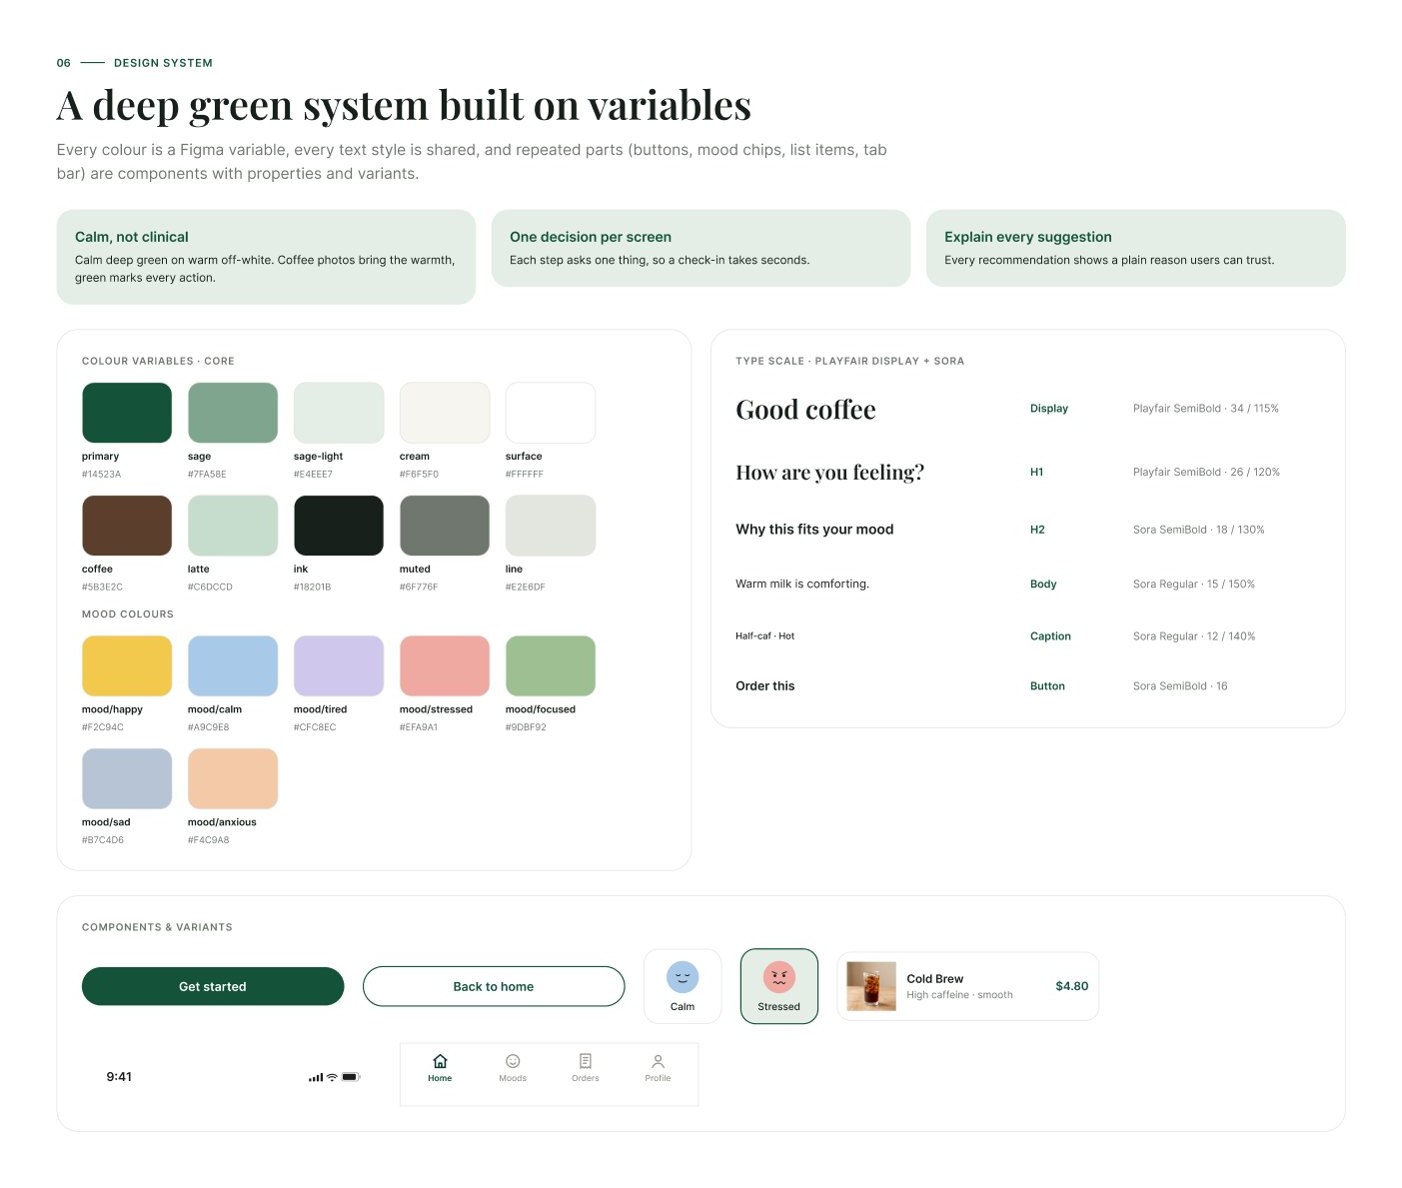 06 — DESIGN SYSTEM
A deep green system built on variables
Every colour is a Figma variable, every text style is shared, and repeated parts (buttons, mood chips, list items, tab
bar) are components with properties and variants.
Calm, not clinical
Calm deep green on warm off-white. Coffee photos bring the warmth,
green marks every action.
One decision per screen
Each step asks one thing, so a check-in takes seconds.
Explain every suggestion
Every recommendation shows a plain reason users can trust.
COLOUR VARIABLES · CORE
primary sage sage-light cream surface
#14523A #7FA58E #E4EEE7 #F6F5F0 #FFFFFF
coffee latte ink muted line
#5B3E2C #C6DCCD #18201B #6F776F #E2E6DF
MOOD COLOURS
mood/happy mood/calm mood/tired mood/stressed mood/focused
#F2C94C #A9C9E8 #CFC8EC #EFA9A1 #9DBF92
mood/sad mood/anxious
#B7C4D6 #F4C9A8
TYPE SCALE · PLAYFAIR DISPLAY + SORA
Good coffee Display Playfair SemiBold · 34 / 115%
How are you feeling? H1 Playfair SemiBold · 26 / 120%
Why this fits your mood H2 Sora SemiBold · 18 / 130%
Warm milk is comforting. Body Sora Regular · 15 / 150%
Half-caf · Hot Caption Sora Regular · 12 / 140%
Order this Button Sora SemiBold · 16
COMPONENTS & VARIANTS
Get started
Back to home
Calm
Stressed
Cold Brew
High caffeine · smooth
$4.80
9:41
Home Moods Orders Profile